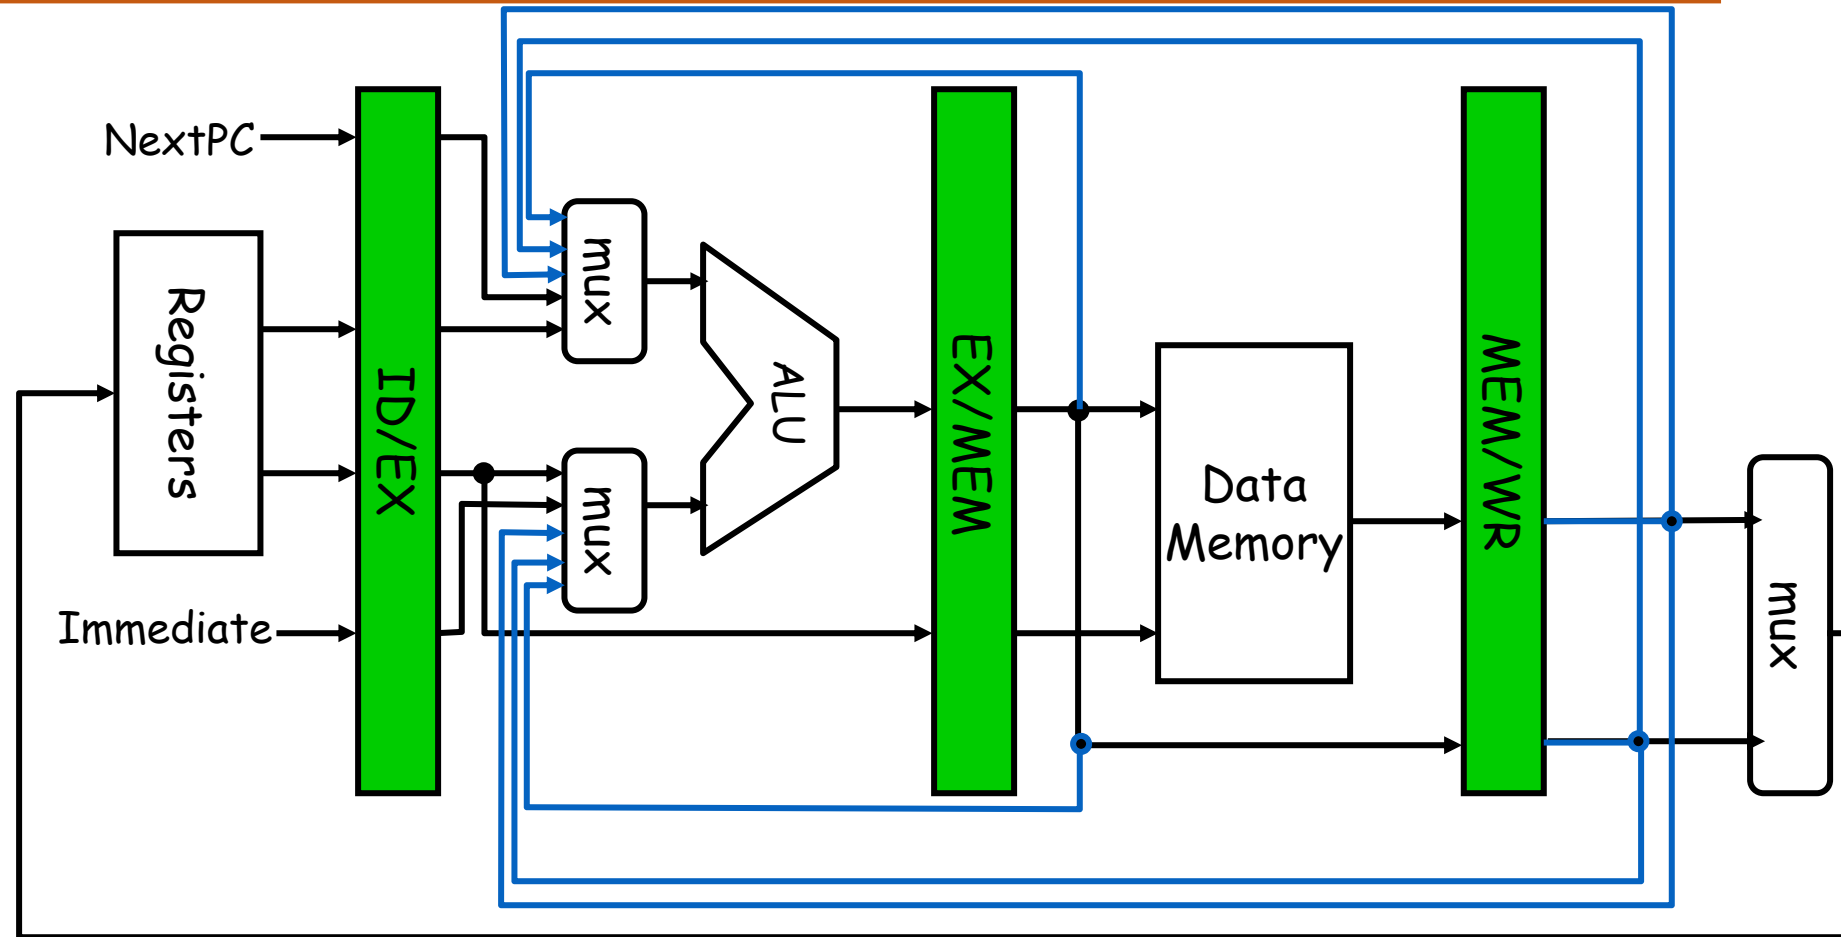 NextPC
Registers
Immediate
ID/EX
mux
mux
ALU
EX/MEM
Data
Memory
MEM/WR
mux